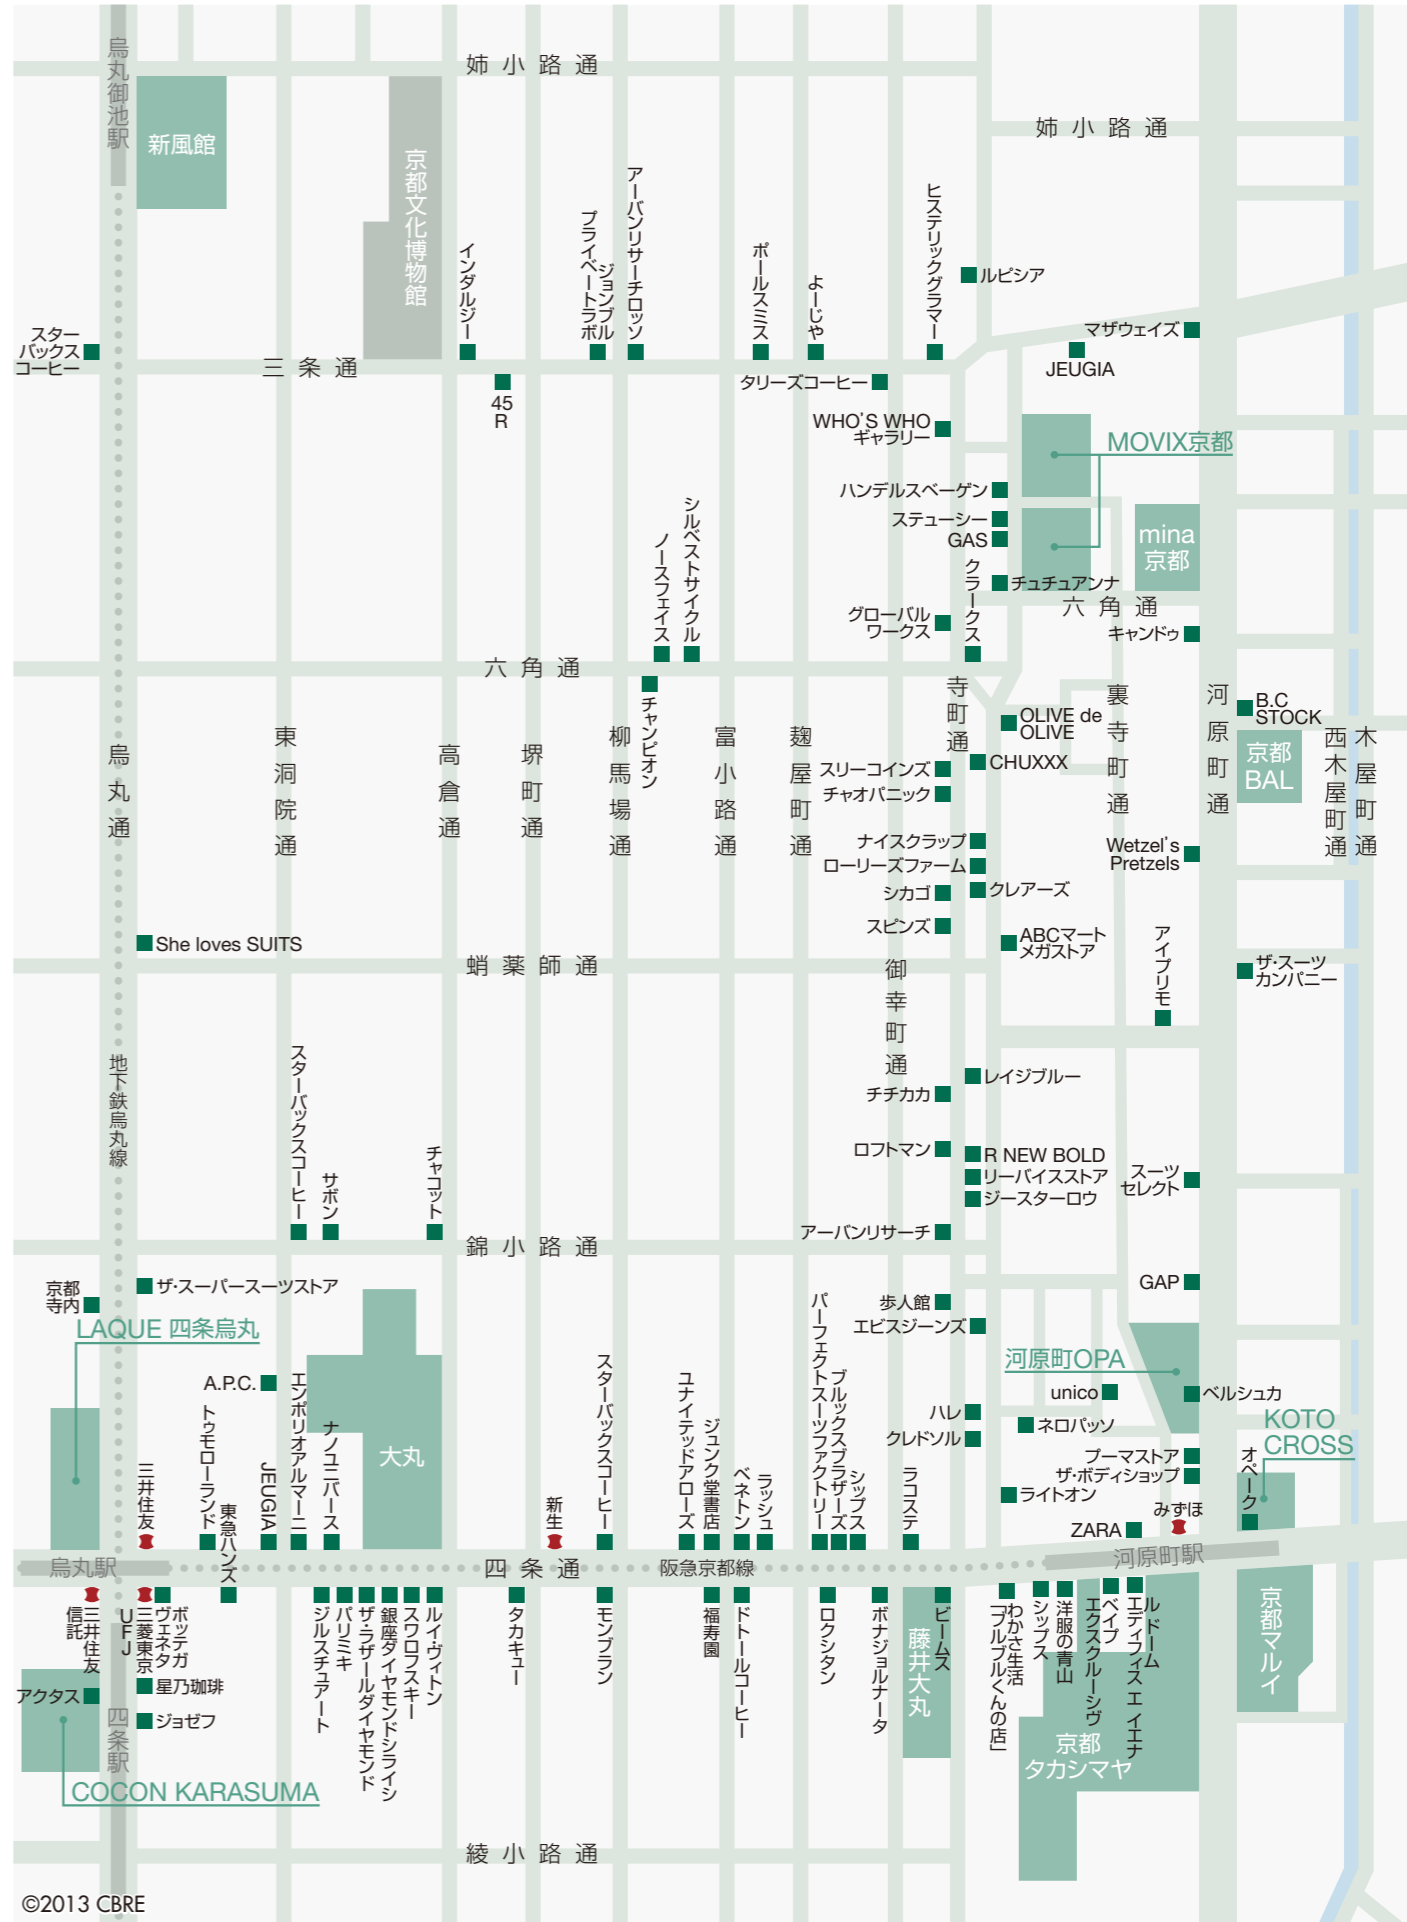 姉小路通
烏丸御池駅
新風館
京都文化博物館
姉小路通
インダルジー
プライベートラボ
ジョンブル
アーバンリサーチロッソ
ポールスミス
よーじや
ヒステリックグラマー
ルピシア
マザウェイズ
JEUGIA
スター
バックス
コーヒー
三条通
45
R
タリーズコーヒー
WHO'S WHO
ギャラリー
MOVIX京都
ハンデルスベーゲン
ステューシー
GAS
mina
京都
チュチュアンナ
六角通
クラークス
グローバル
ワークス
キャンドゥ
ノースフェイス
シルベストサイクル
六角通
チャンピオン
烏丸通
東洞院通
高倉通
堺町通
柳馬場通
富小路通
麩屋町通
寺町通
裏寺町通
河原町通
西木屋町通
木屋町通
OLIVE de
OLIVE
B.C
STOCK
京都
BAL
CHUXXX
スリーコインズ
チャオパニック
ナイスクラップ
ローリーズファーム
シカゴ
クレアーズ
スピンズ
Wetzel's
Pretzels
ABCマート
メガストア
アイプリモ
ザ・スーツ
カンパニー
She loves SUITS
蛸薬師通
御幸町通
地下鉄烏丸線
レイジブルー
チチカカ
ロフトマン
R NEW BOLD
リーバイスストア
ジースターロウ
スーツ
セレクト
アーバンリサーチ
スターバックスコーヒー
サボン
チャコット
錦小路通
京都
寺内
ザ・スーパースーツストア
LAQUE 四条烏丸
GAP
歩人館
エビスジーンズ
河原町OPA
unico
ベルシュカ
ハレ
クレドソル
ネロパッソ
KOTO
CROSS
プーマストア
ザ・ボディショップ
オペーク
ライトオン
みずほ
ZARA
A.P.C.
大丸
三井住友
トゥモローランド
東急ハンズ
JEUGIA
エンポリオアルマーニ
ナノユニバース
新生
スターバックスコーヒー
ユナイテッドアローズ
ジュンク堂書店
ベネトン
ラッシュ
パーフェクトスーツファクトリー
ブルックスブラザーズ
シップス
ラコステ
烏丸駅
四条通
阪急京都線
河原町駅
三井住友
信託
三菱東京
UFJ
ボッテガ
ヴェネタ
星乃珈琲
ジョゼフ
アクタス
四条駅
COCON KARASUMA
ジルスチュアート
パリミキ
ザ・ラザールダイヤモンド
銀座ダイヤモンドシライシ
スワロフスキー
ルイ・ヴィトン
タカキュー
モンブラン
福寿園
ドトールコーヒー
ロクシタン
ボナジョルナータ
藤井大丸
ビームス
わかさ生活
「ブルブルくんの店」
シップス
洋服の青山
エクスクルーシヴ
ベイプ
エディフィス エ イエナ
ル ドーム
京都
タカシマヤ
京都マルイ
綾小路通
©2013 CBRE